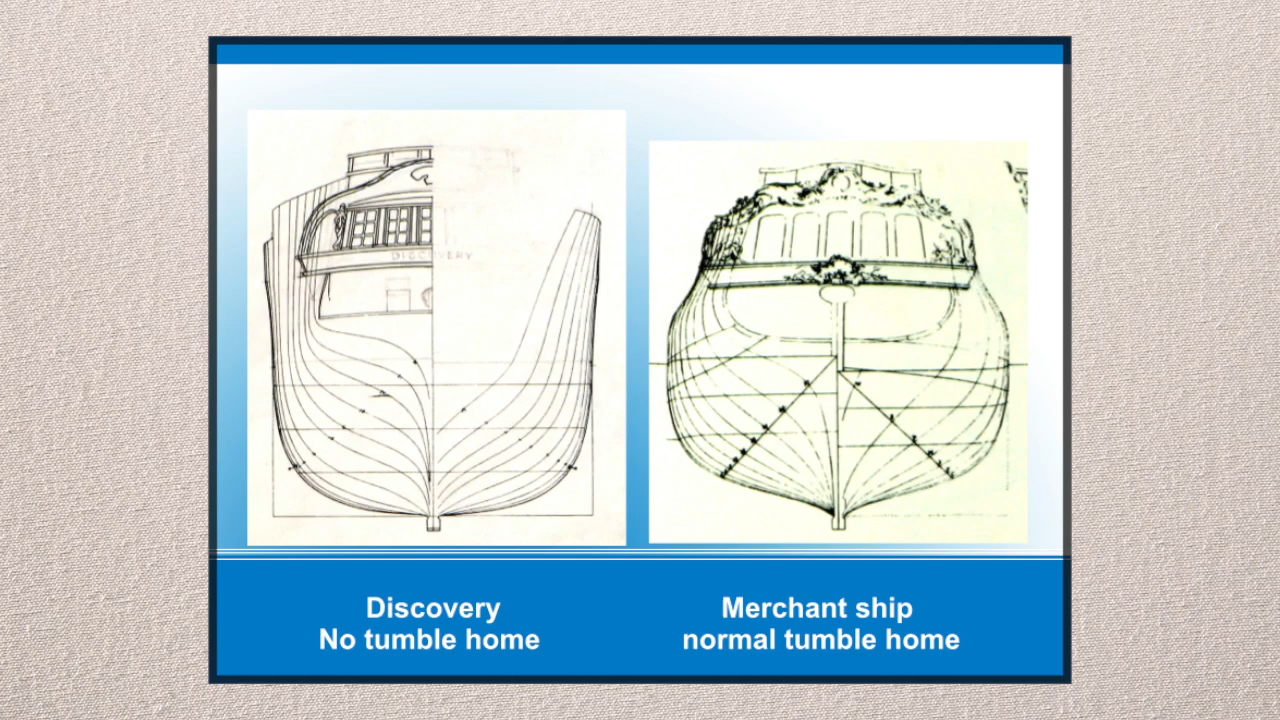 DISCOVERY
Discovery
No tumble home
Merchant ship
normal tumble home